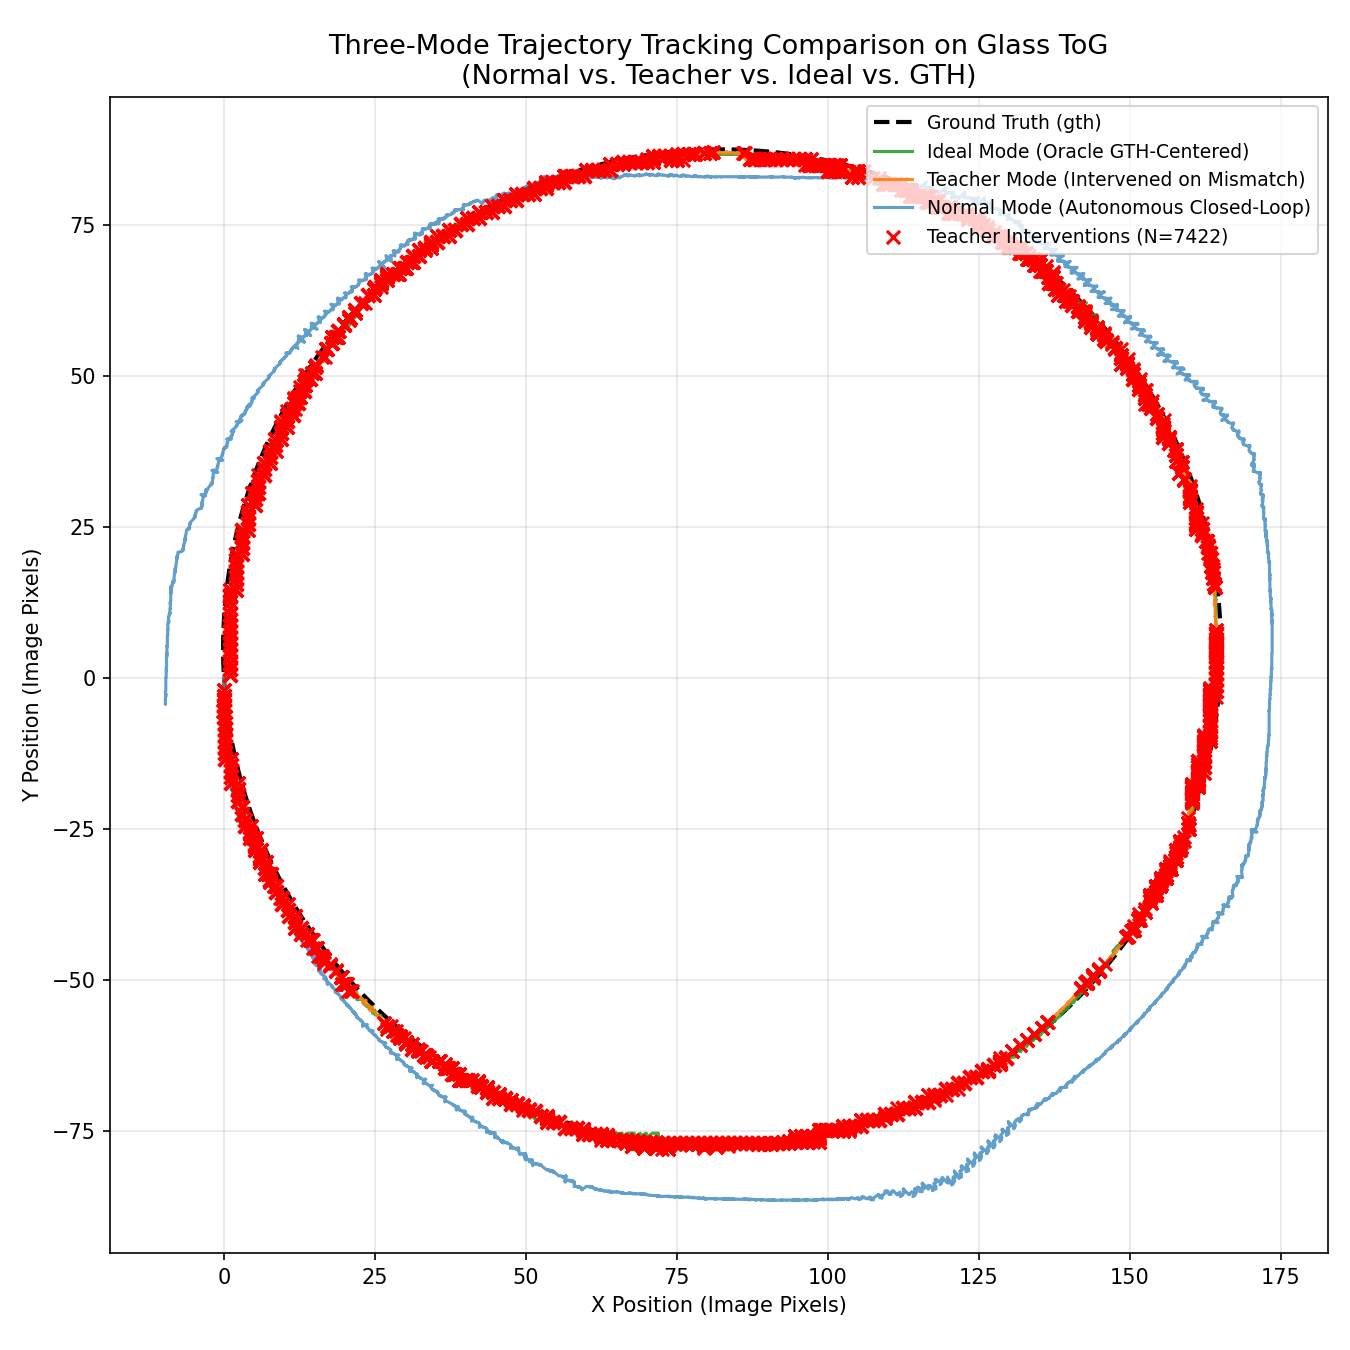 Three-Mode Trajectory Tracking Comparison on Glass ToG
(Normal vs. Teacher vs. Ideal vs. GTH)
Ground Truth (gth)
Ideal Mode (Oracle GTH-Centered)
Teacher Mode (Intervened on Mismatch)
Normal Mode (Autonomous Closed-Loop)
Teacher Interventions (N=7422)
Y Position (Image Pixels)
75
50
25
0
−25
−50
−75
0
25
50
75
100
125
150
175
X Position (Image Pixels)